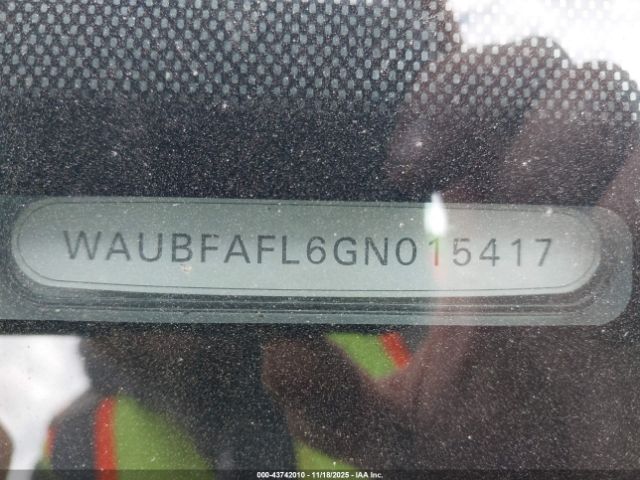 WAUBFAFL6GN015417
000-43742010 - 11/18/2025 - IAA Inc.